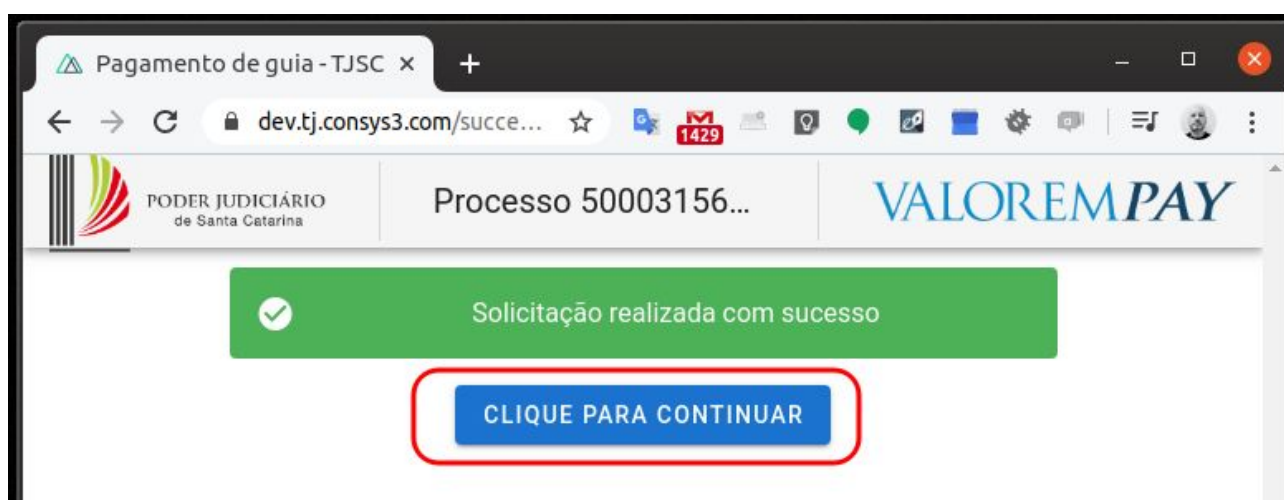 Pagamento de guia - TJSC
dev.tj.consys3.com/succe...
1429
PODER JUDICIÁRIO
de Santa Catarina
Processo 50003156...
VALOREMPAY
Solicitação realizada com sucesso
CLIQUE PARA CONTINUAR